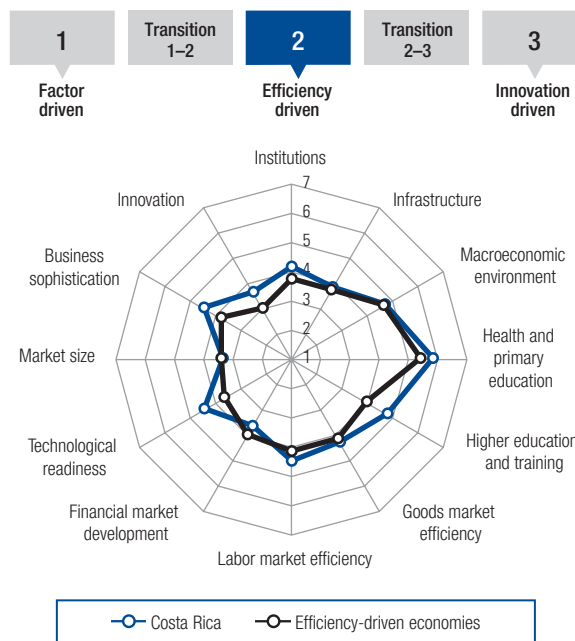 1
Transition
1–2
2
Transition
2–3
3
Factor
driven
Efficiency
driven
Innovation
driven
Institutions
Infrastructure
Macroeconomic
environment
Health and
primary
education
Higher education
and training
Goods market
efficiency
Labor market efficiency
Financial market
development
Technological
readiness
Market size
Business
sophistication
Innovation
7
6
5
4
3
2
1
Costa Rica
Efficiency-driven economies